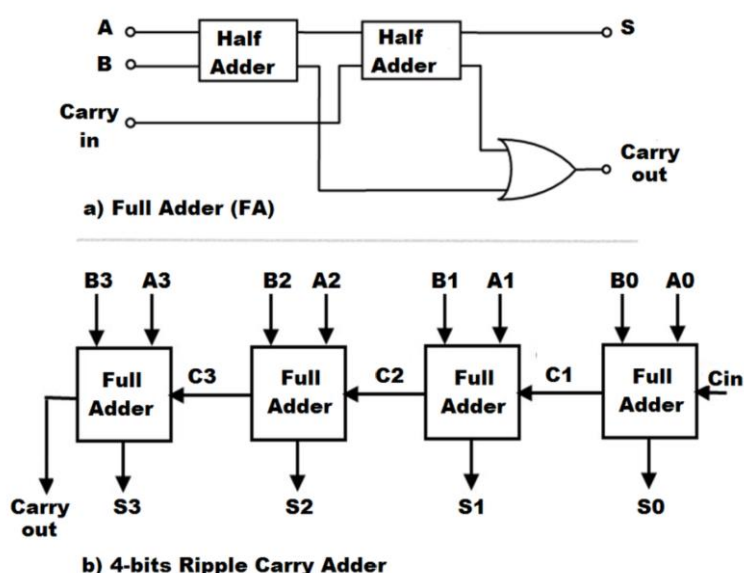 A
Half
Adder
Half
Adder
S
B
Carry
in
Carry
out
a) Full Adder (FA)
B3 A3 B2 A2 B1 A1 B0 A0
Full
Adder
C3
Full
Adder
C2
Full
Adder
C1
Full
Adder
Cin
Carry
out
S3 S2 S1 S0
b) 4-bits Ripple Carry Adder